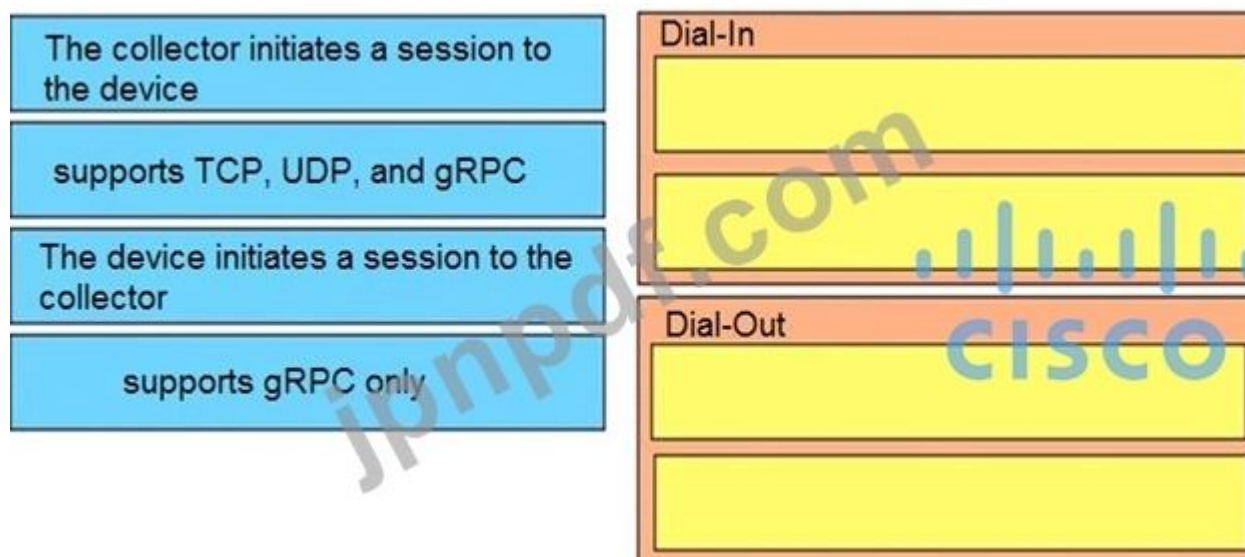 The collector initiates a session to
the device
supports TCP, UDP, and gRPC
The device initiates a session to the
collector
supports gRPC only
Dial-In
Dial-Out
CISCO
jpnpdf.com